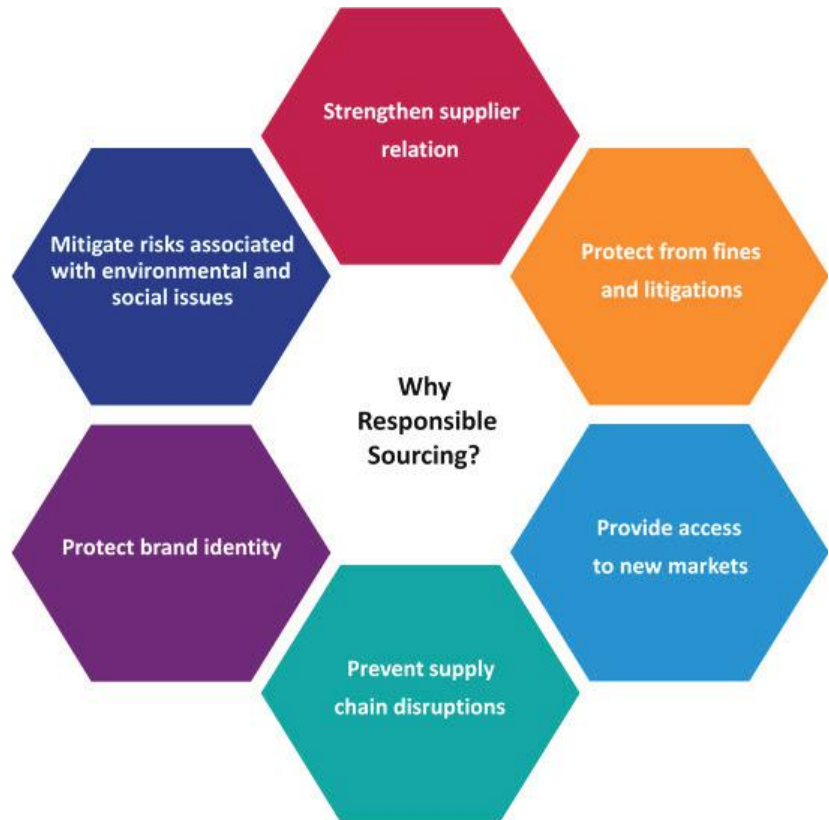 Strengthen supplier
relation
Mitigate risks associated
with environmental and
social issues
Protect from fines
and litigations
Why
Responsible
Sourcing?
Protect brand identity
Provide access
to new markets
Prevent supply
chain disruptions